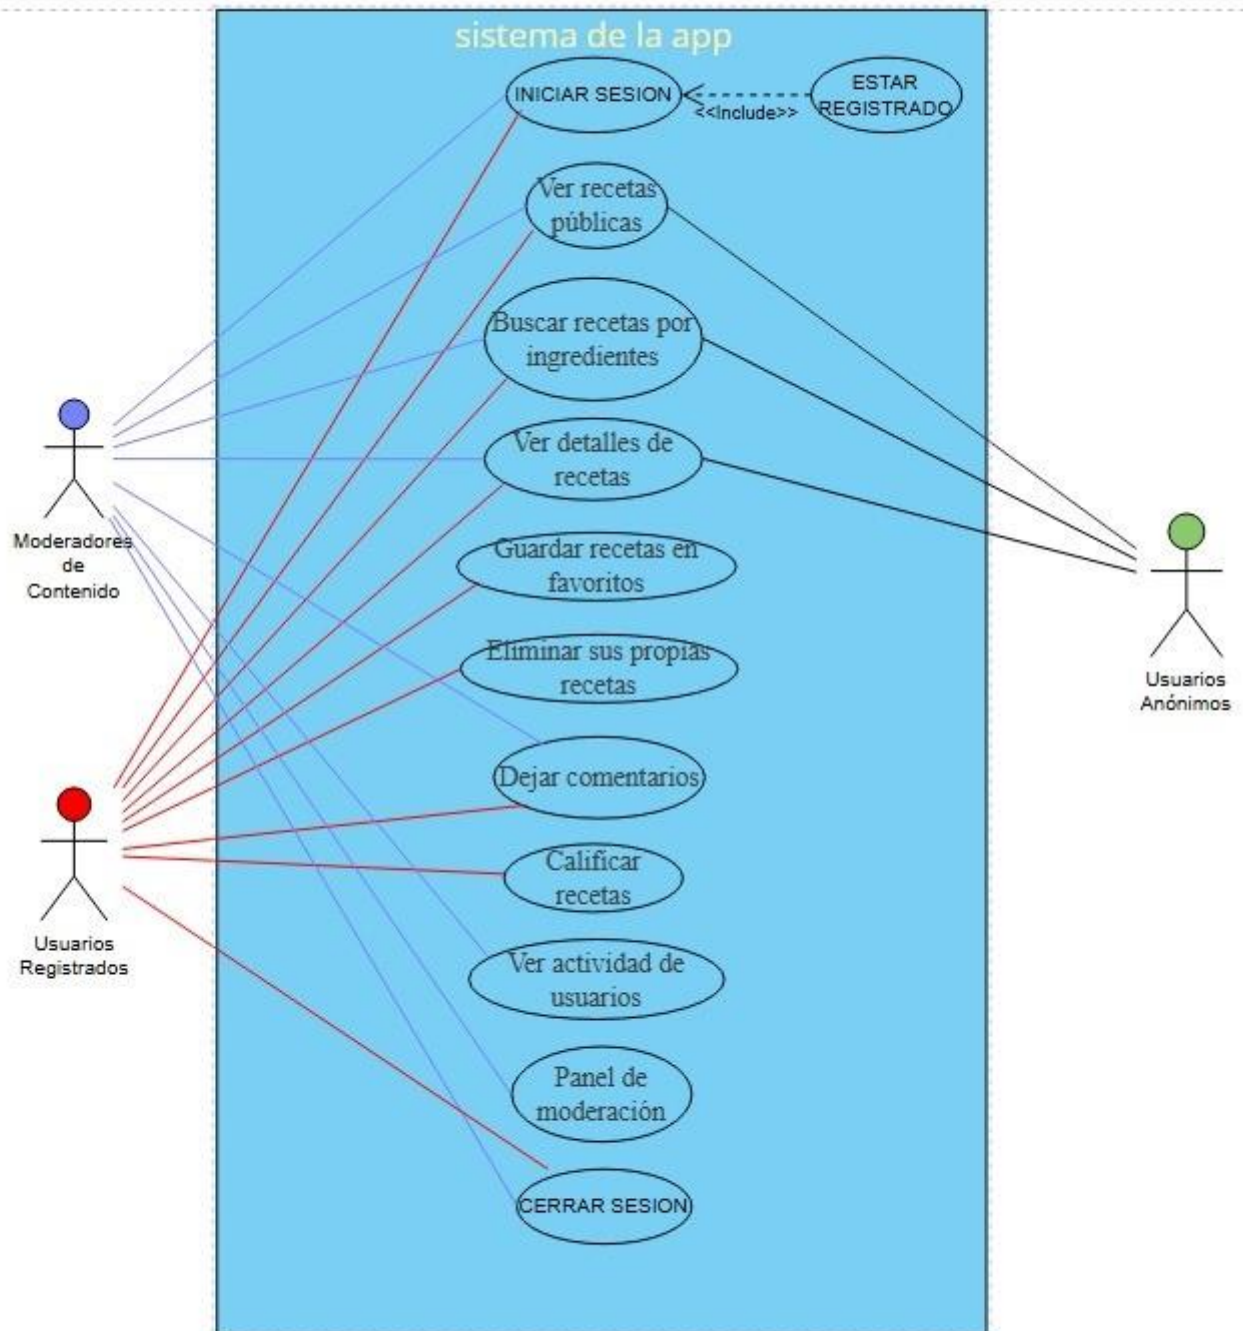 sistema de la app
INICIAR SESION
<<Include>>
ESTAR
REGISTRADO
Ver recetas
públicas
Buscar recetas por
ingredientes
Ver detalles de
recetas
Guardar recetas en
favoritos
Eliminar sus propias
recetas
Dejar comentarios
Calificar
recetas
Ver actividad de
usuarios
Panel de
moderación
CERRAR SESION
Moderadores
de
Contenido
Usuarios
Registrados
Usuarios
Anónimos